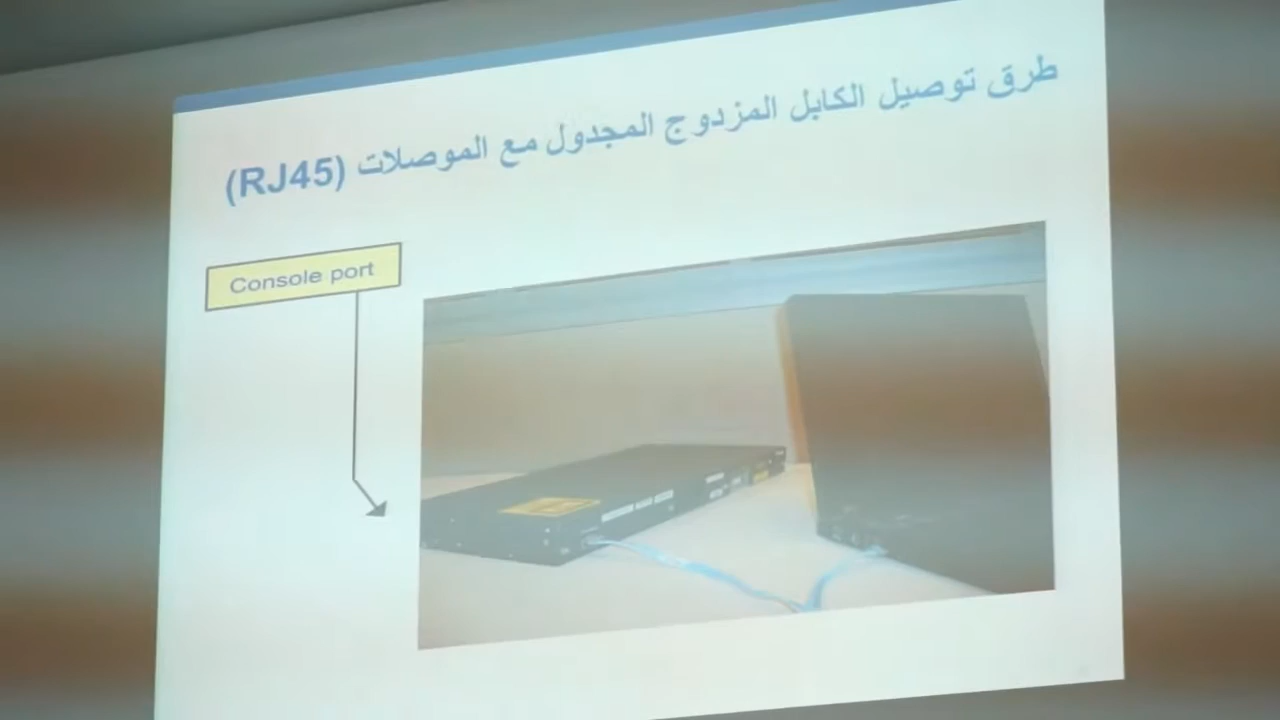 طرق توصيل الكابل المزدوج المجدول مع الموصلات (RJ45)
Console port